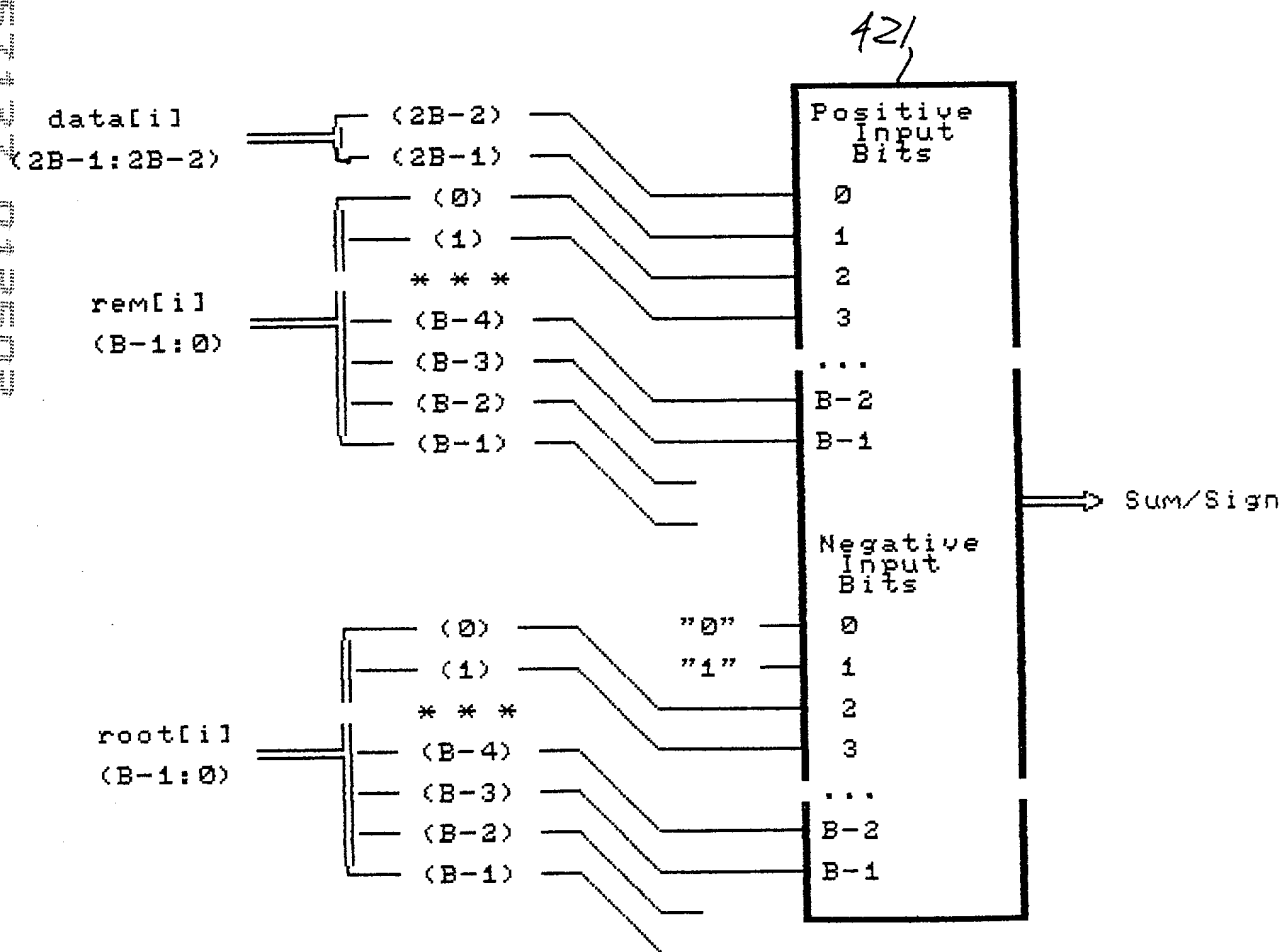 421
data[i]
(2B-1:2B-2)
(2B-2)
(2B-1)
rem[i]
(B-1:0)
(0)
(1)
* * *
(B-4)
(B-3)
(B-2)
(B-1)
root[i]
(B-1:0)
(0)
(1)
* * *
(B-4)
(B-3)
(B-2)
(B-1)
Positive
Input
Bits
0
1
2
3
...
B-2
B-1
Negative
Input
Bits
"0" 0
"1" 1
2
3
...
B-2
B-1
Sum/Sign